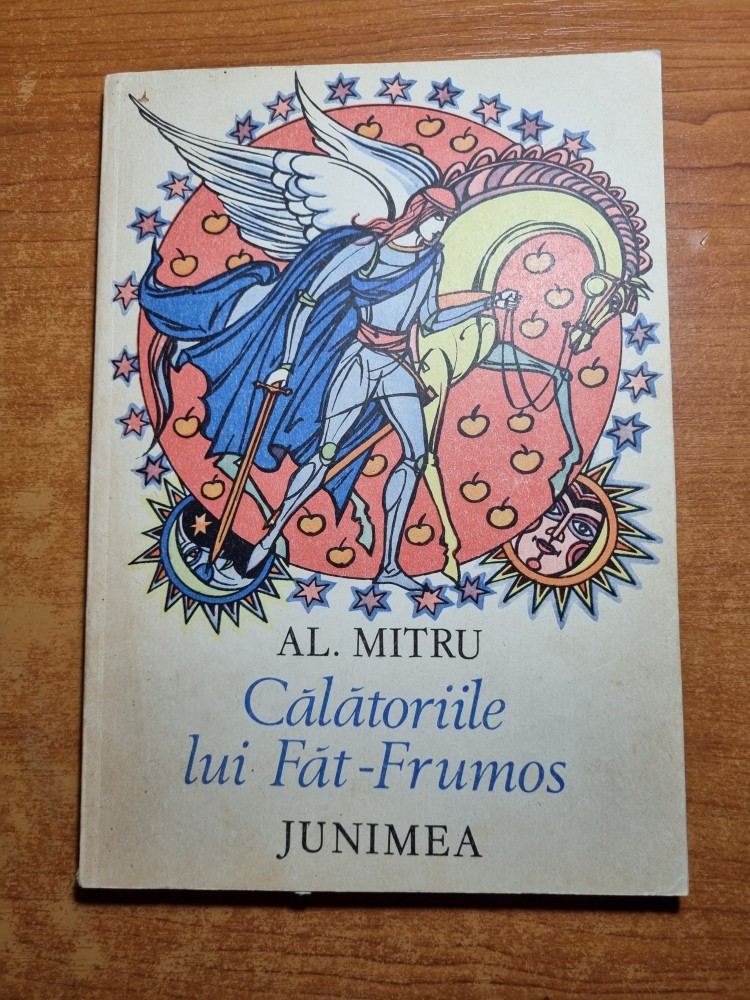 AL. MITRU
Călătoriile
lui Făt-Frumos
JUNIMEA